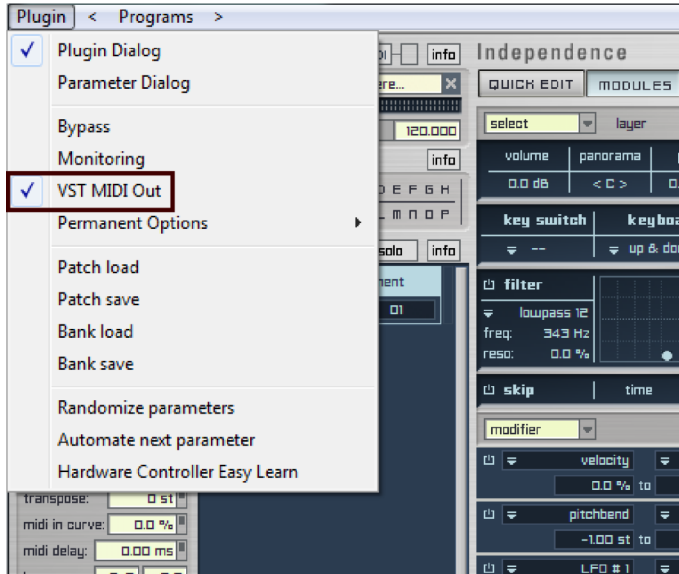 Plugin < Programs >
Plugin Dialog
Parameter Dialog
Bypass
Monitoring
VST MIDI Out
Permanent Options
Patch load
Patch save
Bank load
Bank save
Randomize parameters
Automate next parameter
Hardware Controller Easy Learn
info
120.000
info
D E F G H
M N O P
solo info
01
transpose: 0 st
midi in curve: 0.0 %
midi delay: 0.00 ms
Independence
QUICK EDIT MODULES
select layer
volume panorama
0.0 dB < C >
key switch
-- up &
filter
lowpass 12
freq: 343 Hz
reso: 0.0 %
skip time
modifier
velocity
0.0 % to
pitchbend
-1.00 st to
LFO # 1